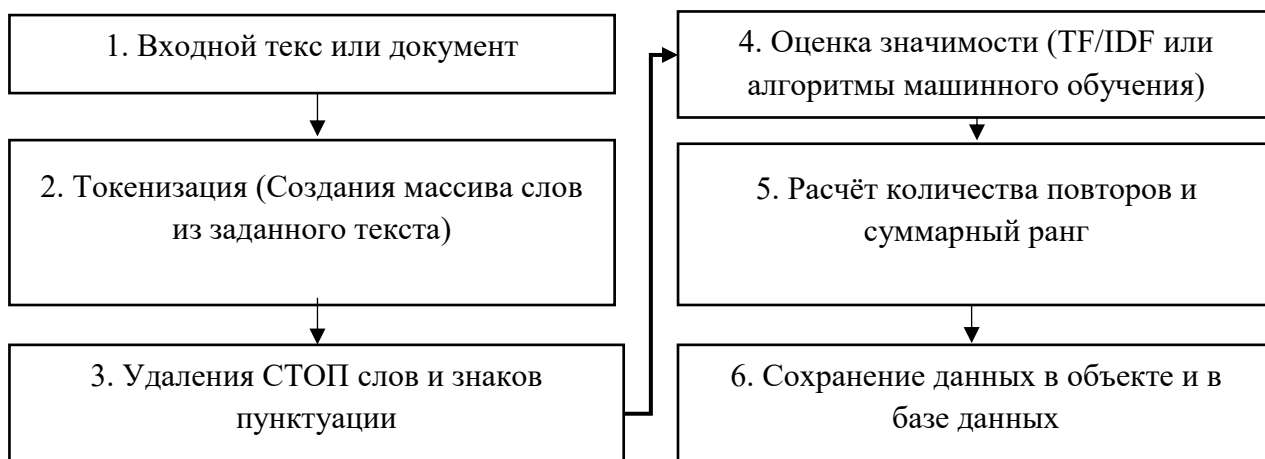 1. Входной текс или документ
2. Токенизация (Создания массива слов
из заданного текста)
3. Удаления СТОП слов и знаков
пунктуации
4. Оценка значимости (TF/IDF или
алгоритмы машинного обучения)
5. Расчёт количества повторов и
суммарный ранг
6. Сохранение данных в объекте и в
базе данных